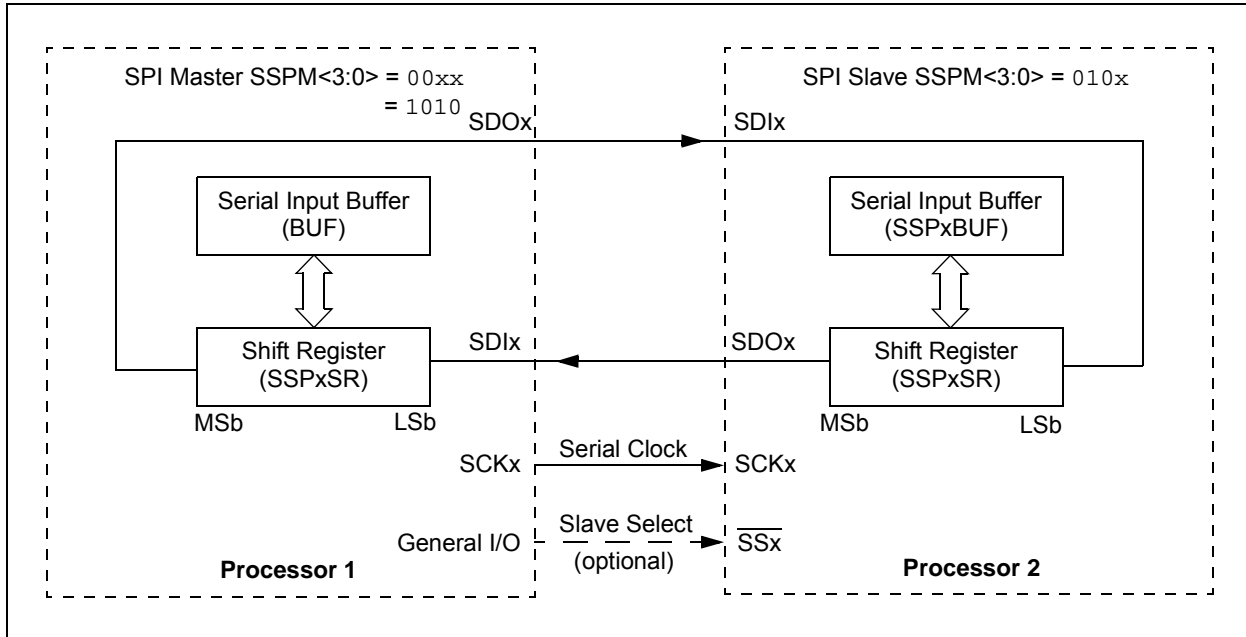 SPI Master SSPM<3:0> = 00xx
= 1010
SDOx
Serial Input Buffer
(BUF)
Shift Register
(SSPxSR)
MSb
LSb
SDIx
SCKx
General I/O
Processor 1
Serial Clock
Slave Select
(optional)
SPI Slave SSPM<3:0> = 010x
SDIx
Serial Input Buffer
(SSPxBUF)
SDOx
Shift Register
(SSPxSR)
MSb
LSb
SCKx
SSx
Processor 2